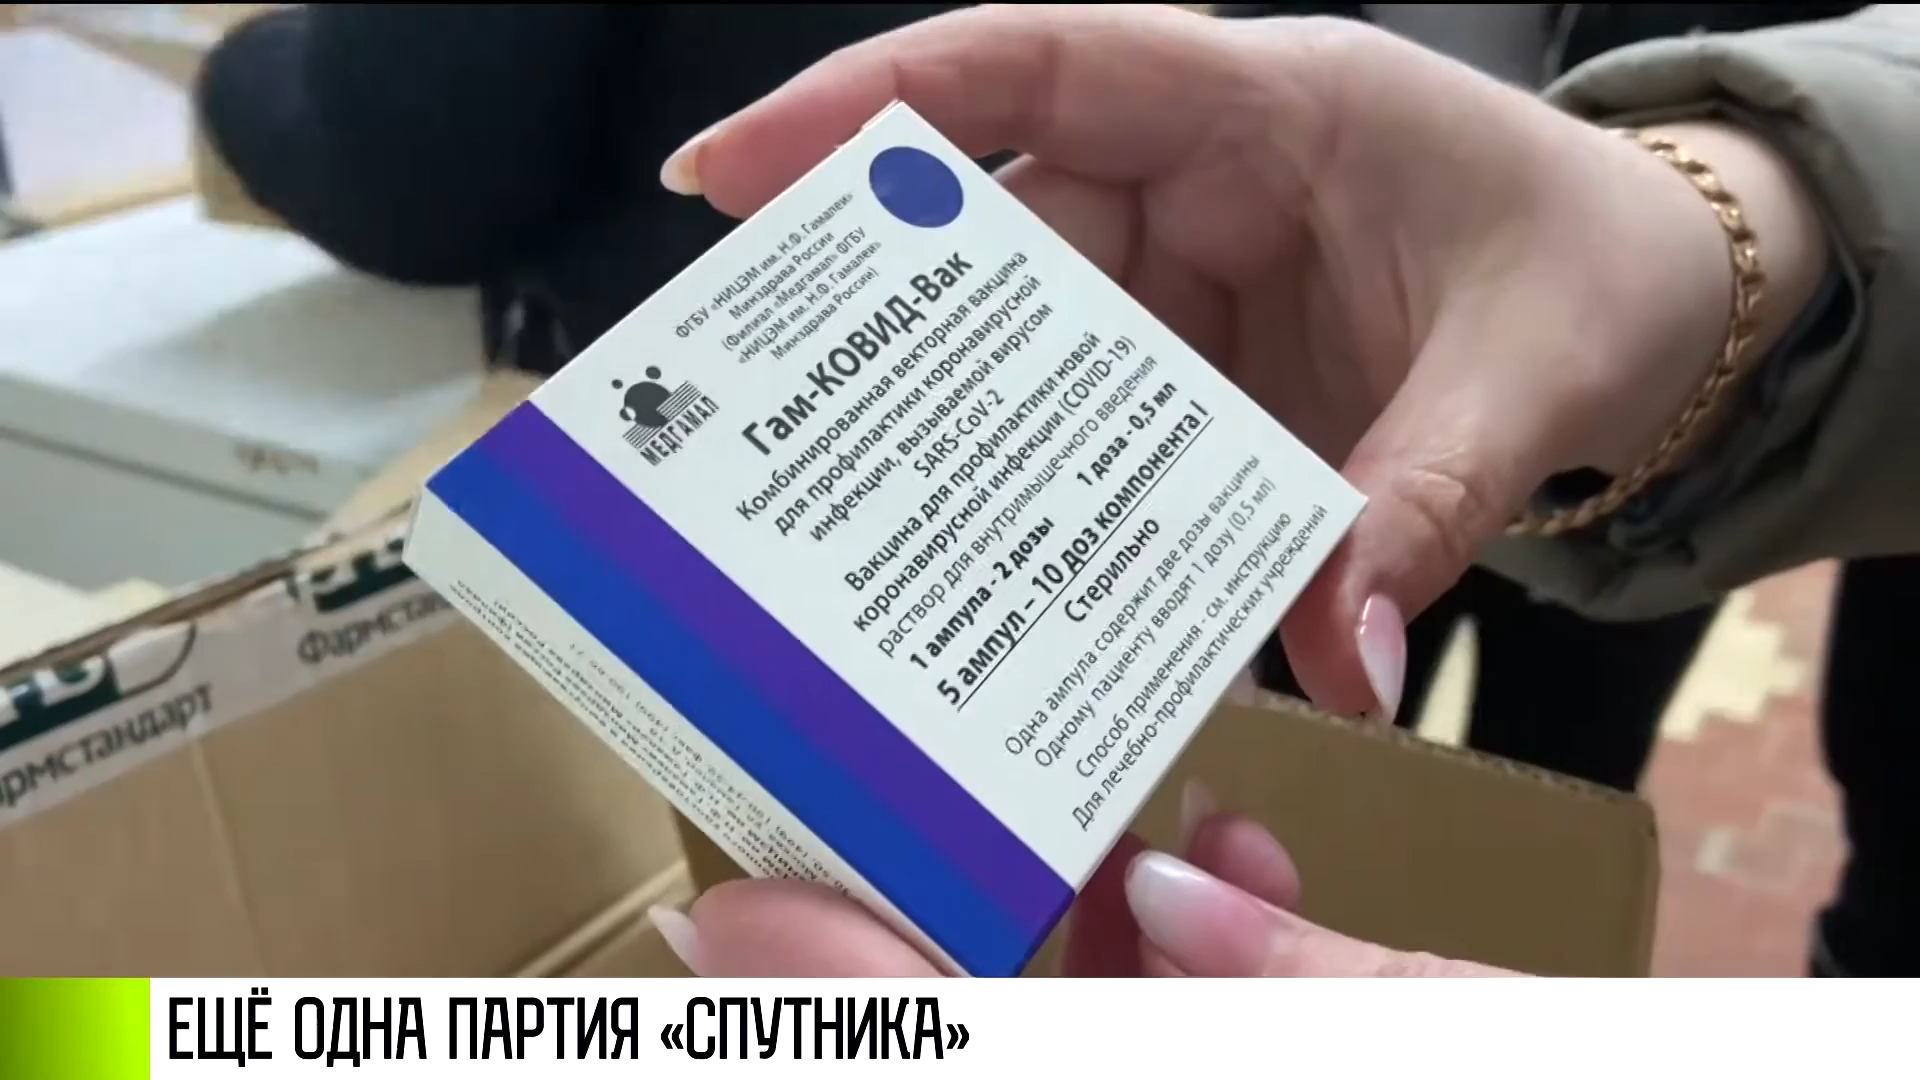 ФГБУ «НИЦЭМ им. Н.Ф. Гамалеи»
Минздрава России
(Филиал «Медгамал» ФГБУ
«НИЦЭМ им. Н.Ф. Гамалеи»
Минздрава России)
МЕДГАМАЛ
Гам-КОВИД-Вак
Комбинированная векторная вакцина
для профилактики коронавирусной
инфекции, вызываемой вирусом
SARS-CoV-2
Вакцина для профилактики новой
коронавирусной инфекции (COVID-19)
раствор для внутримышечного введения
1 ампула - 2 дозы 1 доза - 0,5 мл
5 ампул – 10 доз компонента I
Стерильно
Одна ампула содержит две дозы вакцины
Одному пациенту вводят 1 дозу (0,5 мл)
Способ применения - см. инструкцию
Для лечебно-профилактических учреждений
Фармста
рмстандарт
ЕЩЁ ОДНА ПАРТИЯ «СПУТНИКА»